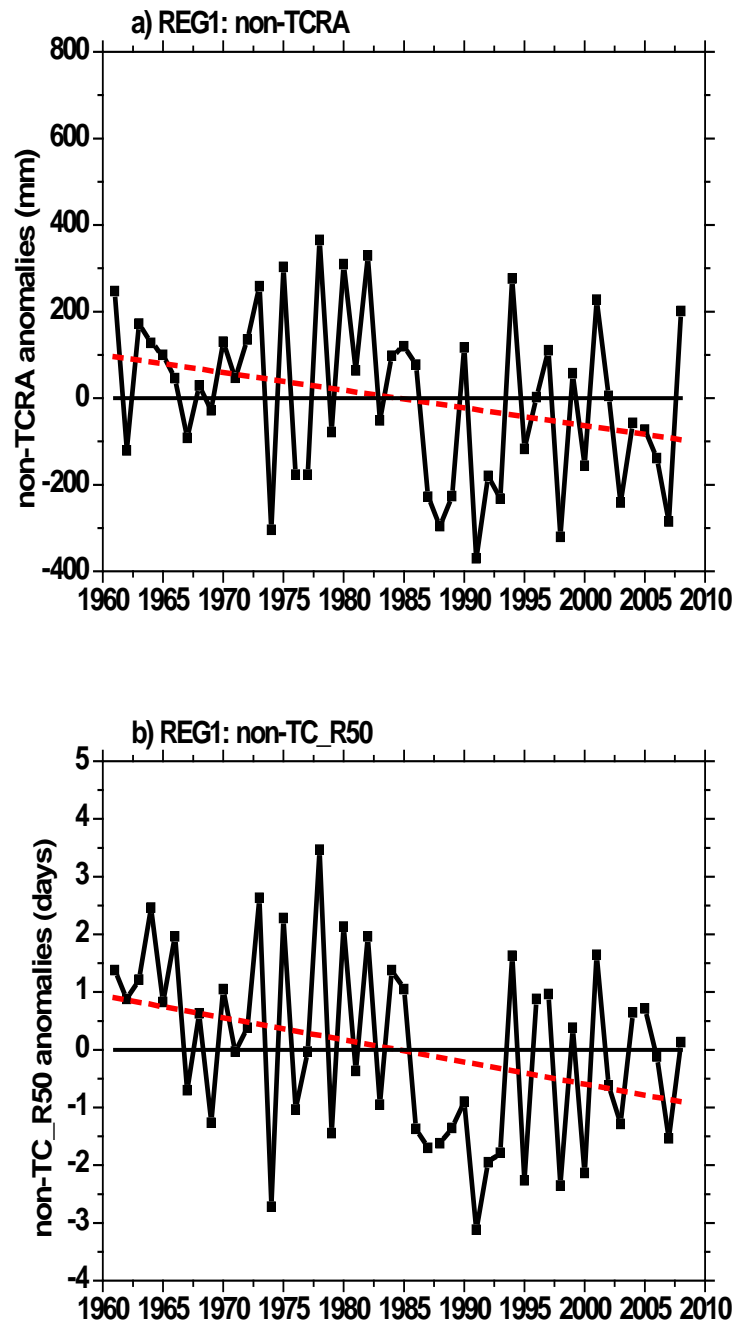 a) REG1: non-TCRA
non-TCRA anomalies (mm)
800
600
400
200
0
-200
-400
1960 1965 1970 1975 1980 1985 1990 1995 2000 2005 2010
b) REG1: non-TC_R50
non-TC_R50 anomalies (days)
5
4
3
2
1
0
-1
-2
-3
-4
1960 1965 1970 1975 1980 1985 1990 1995 2000 2005 2010